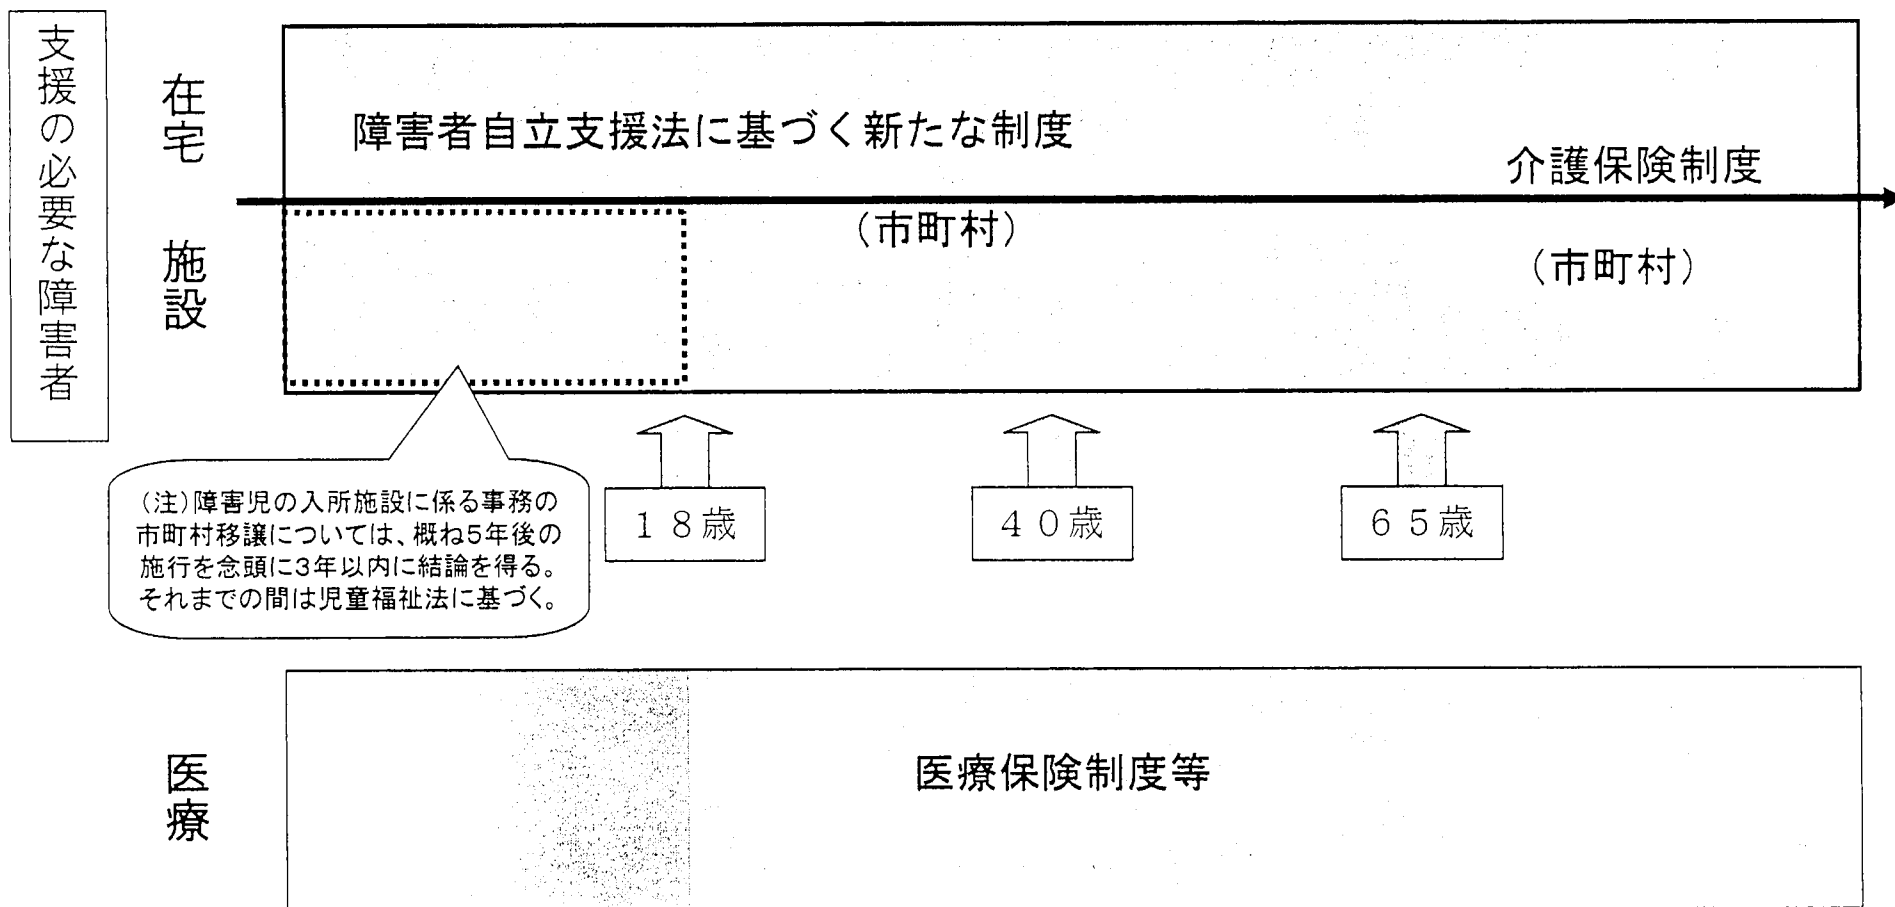 支援の必要な障害者
在宅
障害者自立支援法に基づく新たな制度
介護保険制度
施設
(市町村)
(市町村)
(注)障害児の入所施設に係る事務の
市町村移譲については、概ね5年後の
施行を念頭に3年以内に結論を得る。
それまでの間は児童福祉法に基づく。
18歳
40歳
65歳
医療
医療保険制度等